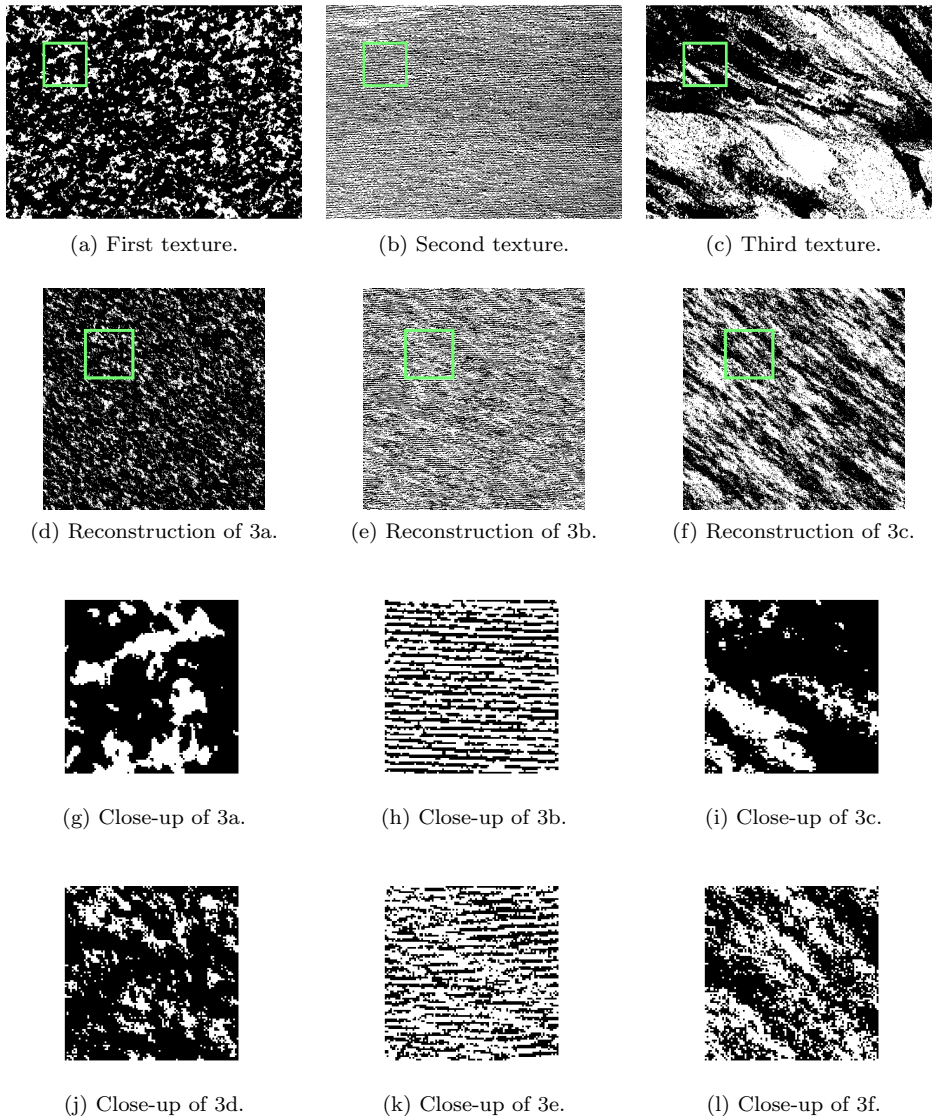 (a) First texture.
(b) Second texture.
(c) Third texture.
(d) Reconstruction of 3a.
(e) Reconstruction of 3b.
(f) Reconstruction of 3c.
(g) Close-up of 3a.
(h) Close-up of 3b.
(i) Close-up of 3c.
(j) Close-up of 3d.
(k) Close-up of 3e.
(l) Close-up of 3f.